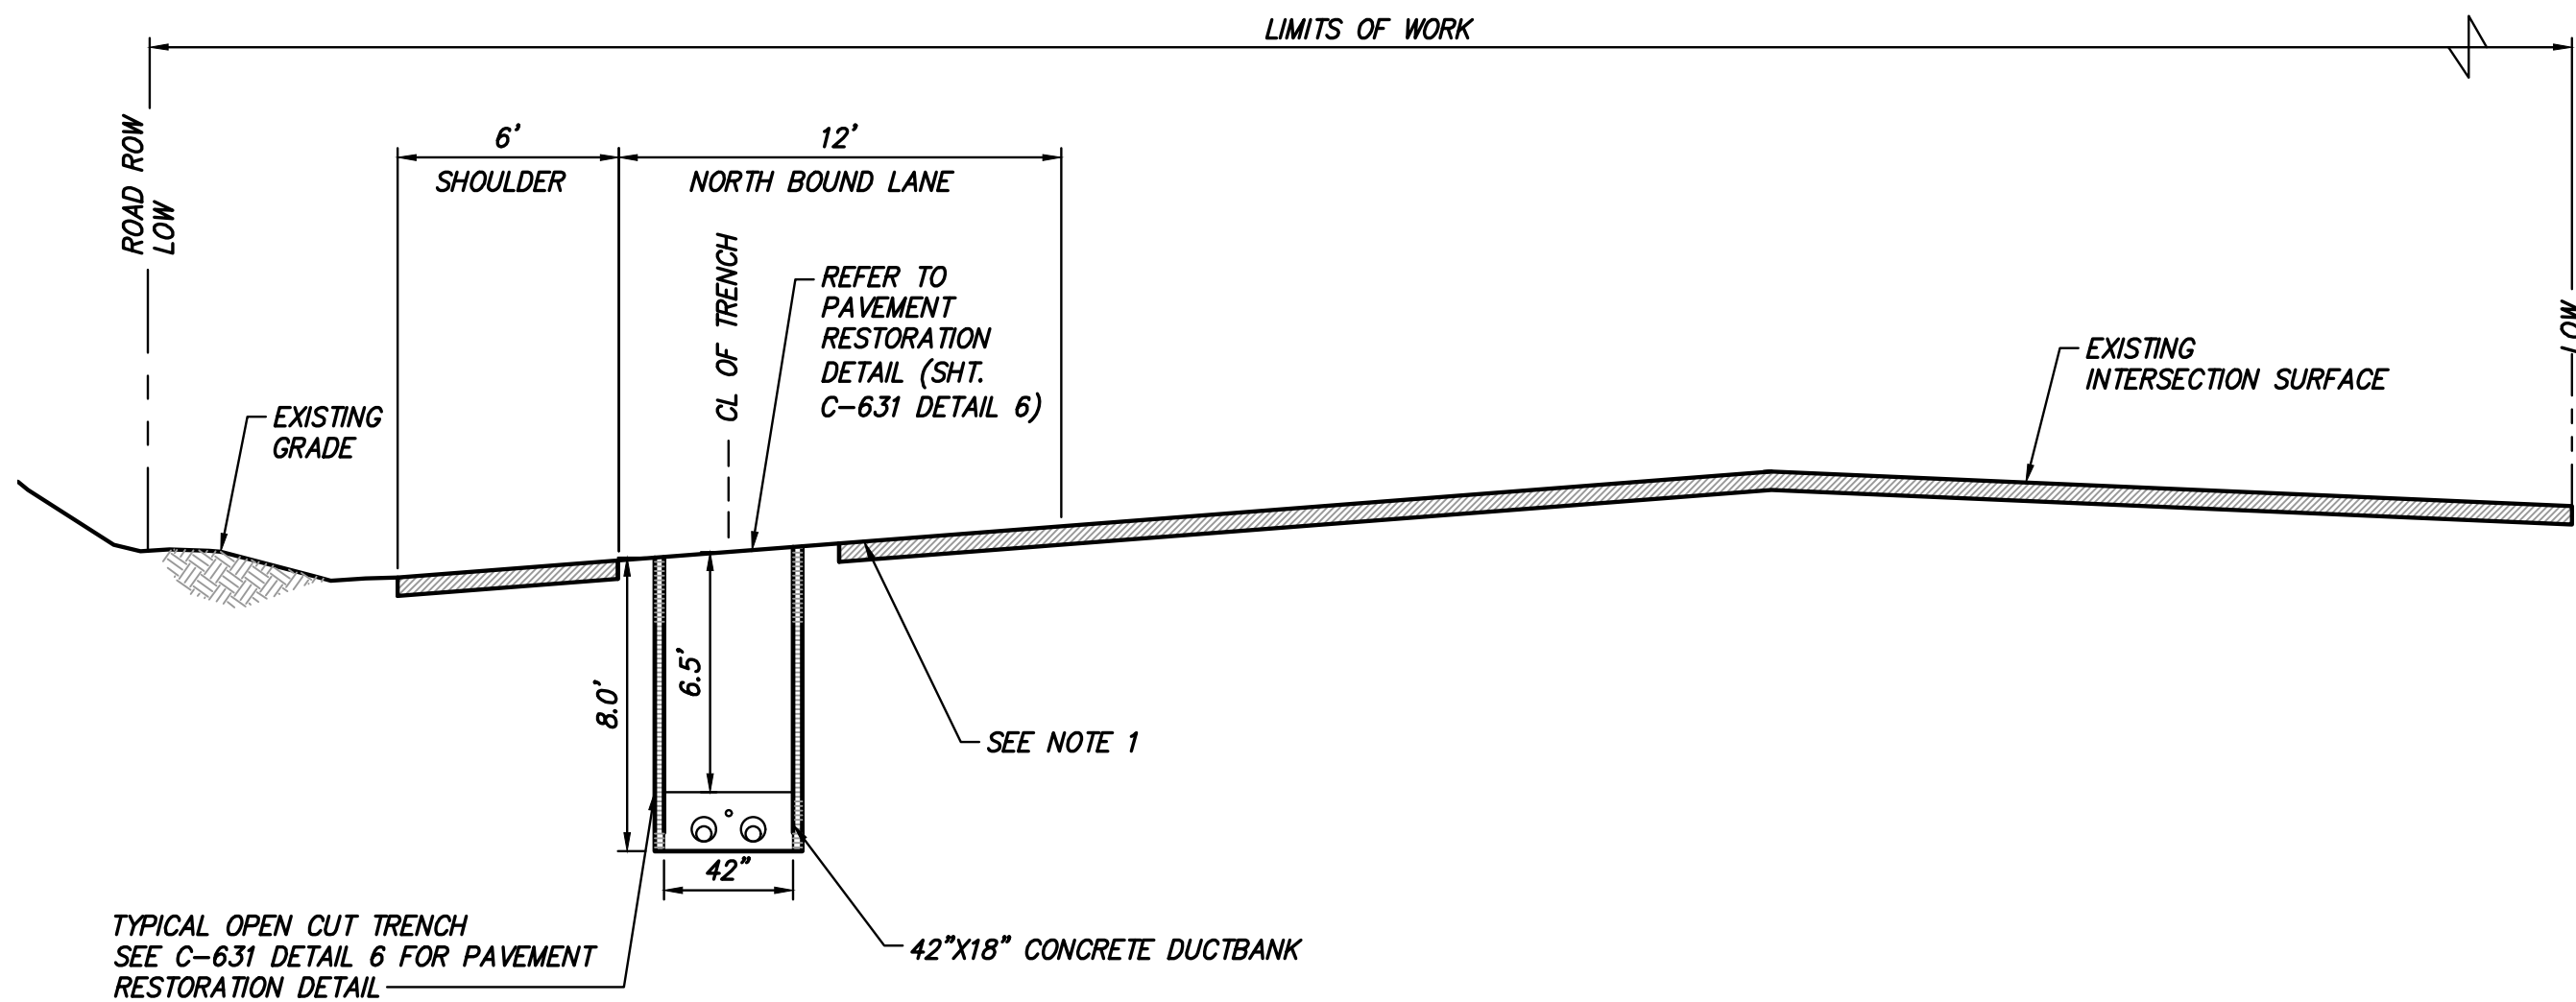 LIMITS OF WORK
ROAD ROW
LOW
6'
12'
SHOULDER
NORTH BOUND LANE
CL OF TRENCH
REFER TO
PAVEMENT
RESTORATION
DETAIL (SHT.
C-631 DETAIL 6)
LOW
EXISTING
INTERSECTION SURFACE
EXISTING
GRADE
8.0'
6.5'
SEE NOTE 1
42"
TYPICAL OPEN CUT TRENCH
SEE C-631 DETAIL 6 FOR PAVEMENT
RESTORATION DETAIL
42"X18" CONCRETE DUCTBANK